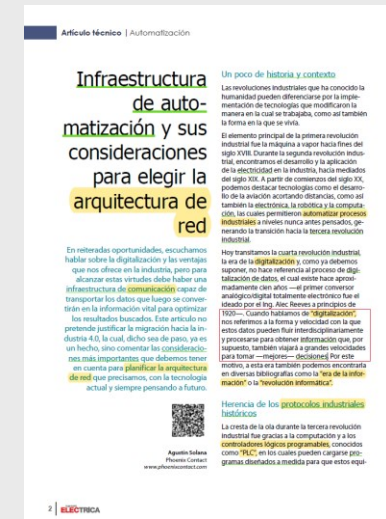 Artículo técnico | Automatización
Infraestructura
de auto-
matización y sus
consideraciones
para elegir la
arquitectura de
red
En reiteradas oportunidades, escuchamos
hablar sobre la digitalización y las ventajas
que nos ofrece en la industria, pero para
alcanzar estas virtudes debe haber una
infraestructura de comunicación capaz de
transportar los datos que luego se conver-
tirán en la información vital para optimizar
los resultados buscados. Este artículo no
pretende justificar la migración hacia la in-
dustria 4.0, la cual, dicho sea de paso, ya es
un hecho, sino comentar las consideracio-
nes más importantes que debemos tener
en cuenta para planificar la arquitectura
de red que precisamos, con la tecnología
actual y siempre pensando a futuro.
Agustín Solana
Phoenix Contact
www.phoenixcontact.com
Un poco de historia y contexto
Las revoluciones industriales que ha conocido la
humanidad pueden diferenciarse por la imple-
mentación de tecnologías que modificaron la
manera en la cual se trabajaba, como así también
la forma en la que se vivía.
El elemento principal de la primera revolución
industrial fue la máquina a vapor hacia fines del
siglo XVIII. Durante la segunda revolución indus-
trial, encontramos el desarrollo y la aplicación
de la electricidad en la industria, hacia mediados
del siglo XIX. A partir de comienzos del siglo XX,
podemos destacar tecnologías como el desarro-
llo de la aviación acortando distancias, como así
también la electrónica, la robótica y la computa-
ción, las cuales permitieron automatizar procesos
industriales a niveles nunca antes pensados, ge-
nerando la transición hacia la tercera revolución
industrial.
Hoy transitamos la cuarta revolución industrial,
la era de la digitalización y, como ya debemos
suponer, no hace referencia al proceso de digi-
talización de datos, el cual existe hace aproxi-
madamente cien años —el primer conversor
analógico/digital totalmente electrónico fue el
ideado por el Ing. Alec Reeves a principios de
1920—. Cuando hablamos de "digitalización",
nos referimos a la forma y velocidad con la que
estos datos pueden fluir interdisciplinariamente
y procesarse para obtener información que, por
supuesto, también viajará a grandes velocidades
para tomar —mejores— decisiones. Por este
motivo, a esta era también podemos encontrarla
en diversas bibliografías como la "era de la infor-
mación" o la "revolución informática".
Herencia de los protocolos industriales
históricos
La cresta de la ola durante la tercera revolución
industrial fue gracias a la computación y a los
controladores lógicos programables, conocidos
como "PLC", en los cuales pueden cargarse pro-
gramas diseñados a medida para que estos equi-
2 | ELECTRICA